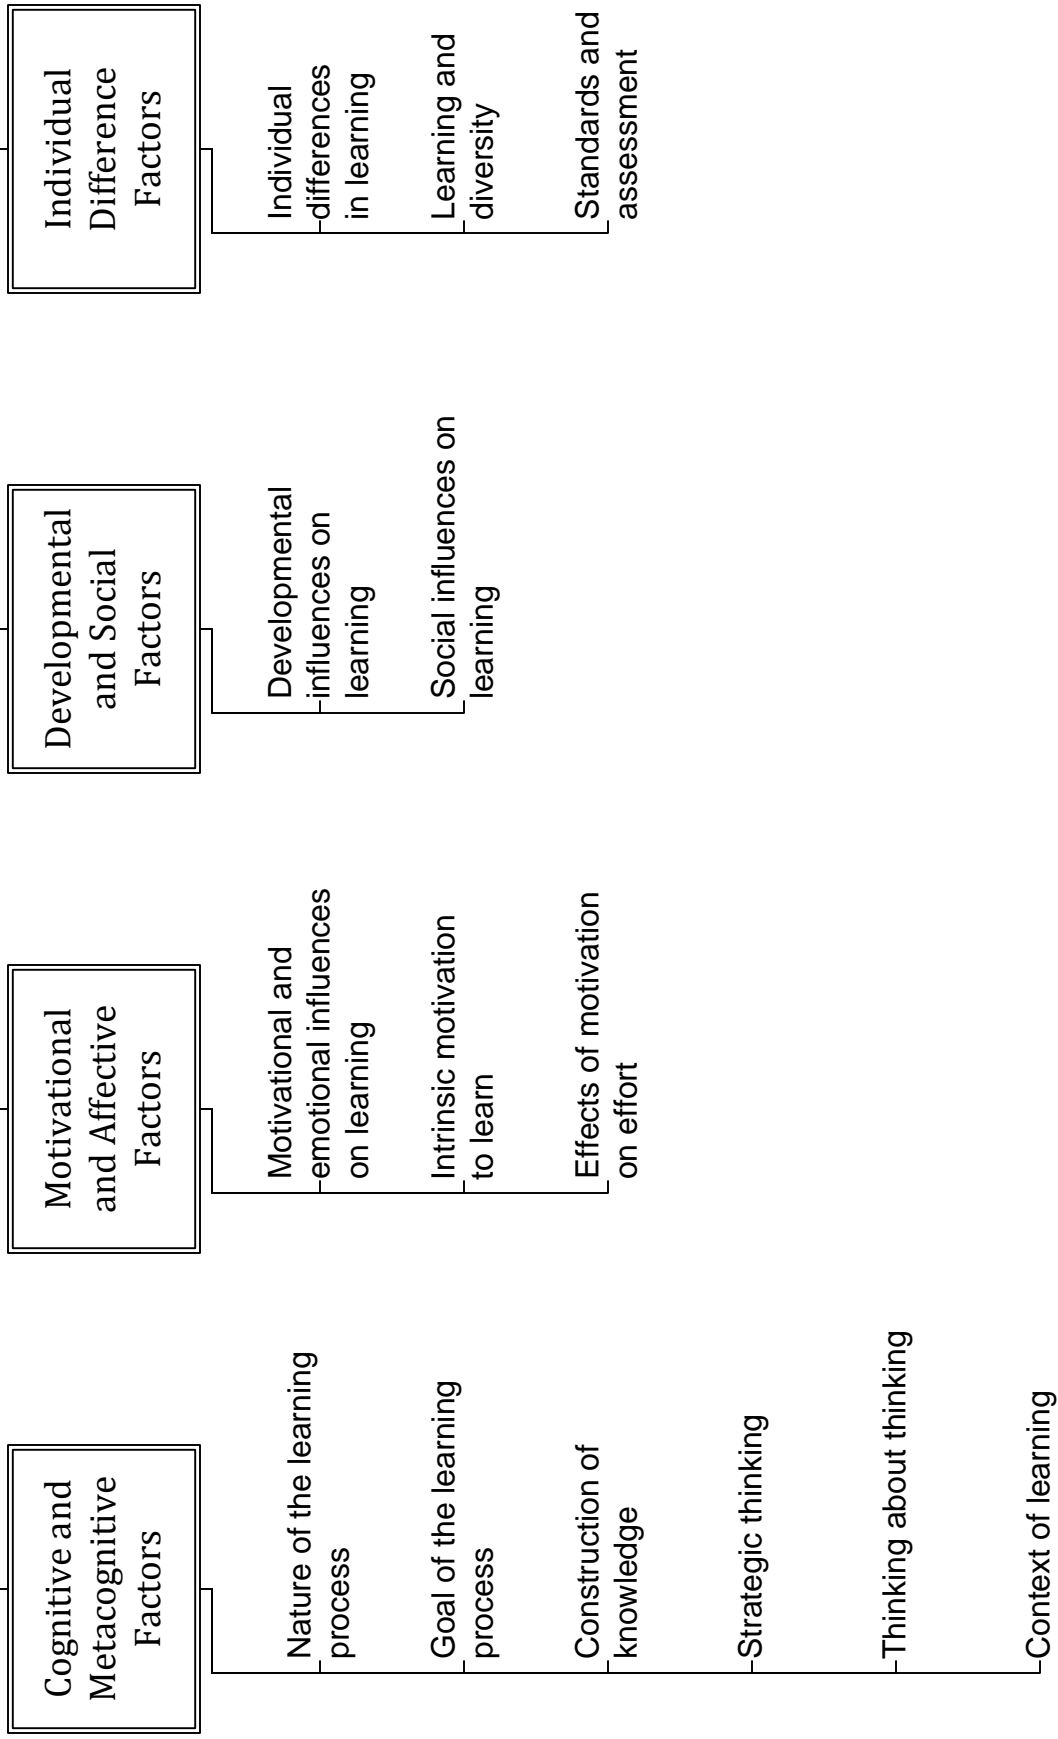 Cognitive and
Metacognitive
Factors
Nature of the learning
process
Goal of the learning
process
Construction of
knowledge
Strategic thinking
Thinking about thinking
Context of learning
Motivational
and Affective
Factors
Motivational and
emotional influences
on learning
Intrinsic motivation
to learn
Effects of motivation
on effort
Developmental
and Social
Factors
Developmental
influences on
learning
Social influences on
learning
Individual
Difference
Factors
Individual
differences
in learning
Learning and
diversity
Standards and
assessment